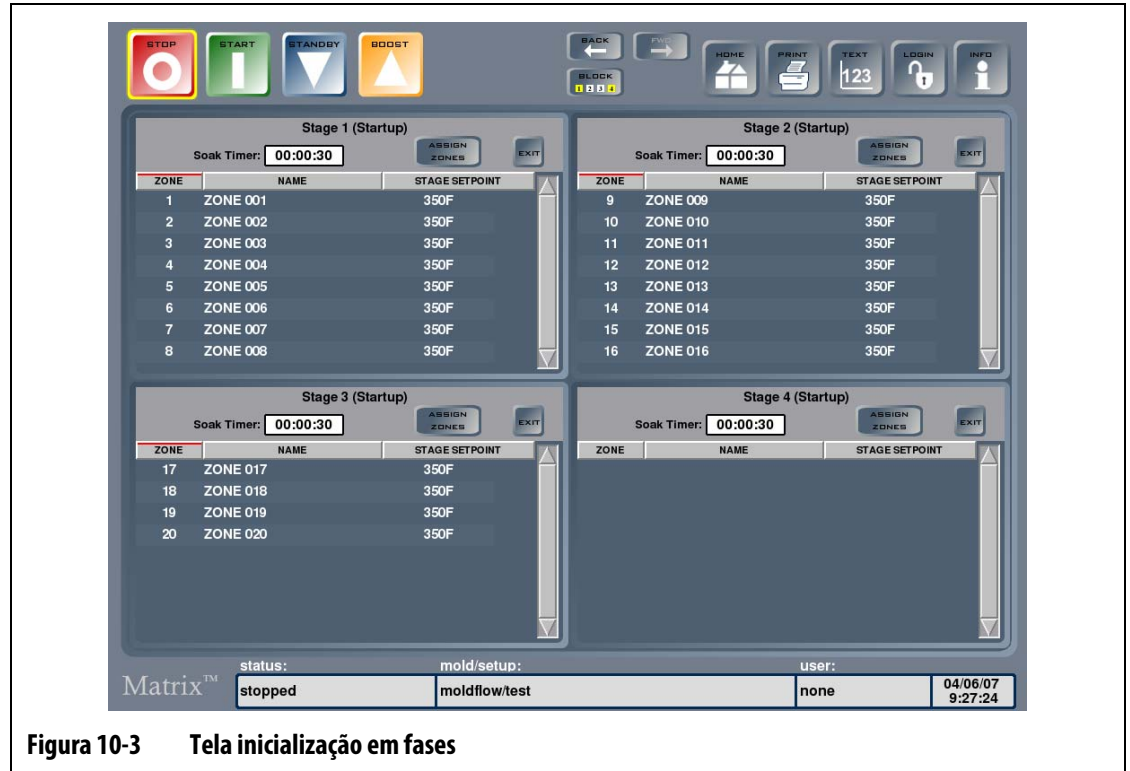 STOP START STANDBY BOOST BACK FWD HOME PRINT TEXT LOGIN INFO
BLOCK
1 2 3 4
123
Stage 1 (Startup)
Soak Timer: 00:00:30 ASSIGN ZONES EXIT
ZONE NAME STAGE SETPOINT
1 ZONE 001 350F
2 ZONE 002 350F
3 ZONE 003 350F
4 ZONE 004 350F
5 ZONE 005 350F
6 ZONE 006 350F
7 ZONE 007 350F
8 ZONE 008 350F
Stage 2 (Startup)
Soak Timer: 00:00:30 ASSIGN ZONES EXIT
ZONE NAME STAGE SETPOINT
9 ZONE 009 350F
10 ZONE 010 350F
11 ZONE 011 350F
12 ZONE 012 350F
13 ZONE 013 350F
14 ZONE 014 350F
15 ZONE 015 350F
16 ZONE 016 350F
Stage 3 (Startup)
Soak Timer: 00:00:30 ASSIGN ZONES EXIT
ZONE NAME STAGE SETPOINT
17 ZONE 017 350F
18 ZONE 018 350F
19 ZONE 019 350F
20 ZONE 020 350F
Stage 4 (Startup)
Soak Timer: 00:00:30 ASSIGN ZONES EXIT
ZONE NAME STAGE SETPOINT
status: mold/setup: user:
Matrix™ stopped moldflow/test none 04/06/07
9:27:24
Figura 10-3 Tela inicialização em fases